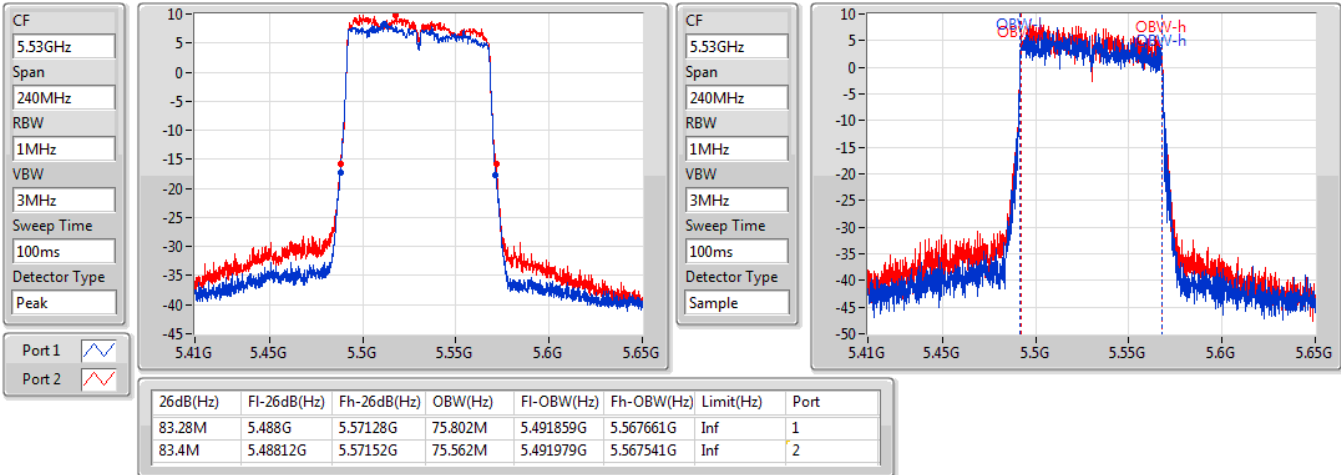 CF
5.53GHz
Span
240MHz
RBW
1MHz
VBW
3MHz
Sweep Time
100ms
Detector Type
Peak
Port 1
Port 2
10
5
0
-5
-10
-15
-20
-25
-30
-35
-40
-45
5.41G 5.45G 5.5G 5.55G 5.6G 5.65G
CF
5.53GHz
Span
240MHz
RBW
1MHz
VBW
3MHz
Sweep Time
100ms
Detector Type
Sample
10
5
0
-5
-10
-15
-20
-25
-30
-35
-40
-45
-50
OBW-h
OBW-h
5.41G 5.45G 5.5G 5.55G 5.6G 5.65G
26dB(Hz) Fl-26dB(Hz) Fh-26dB(Hz) OBW(Hz) Fl-OBW(Hz) Fh-OBW(Hz) Limit(Hz) Port
83.28M 5.488G 5.57128G 75.802M 5.491859G 5.567661G Inf 1
83.4M 5.48812G 5.57152G 75.562M 5.491979G 5.567541G Inf 2